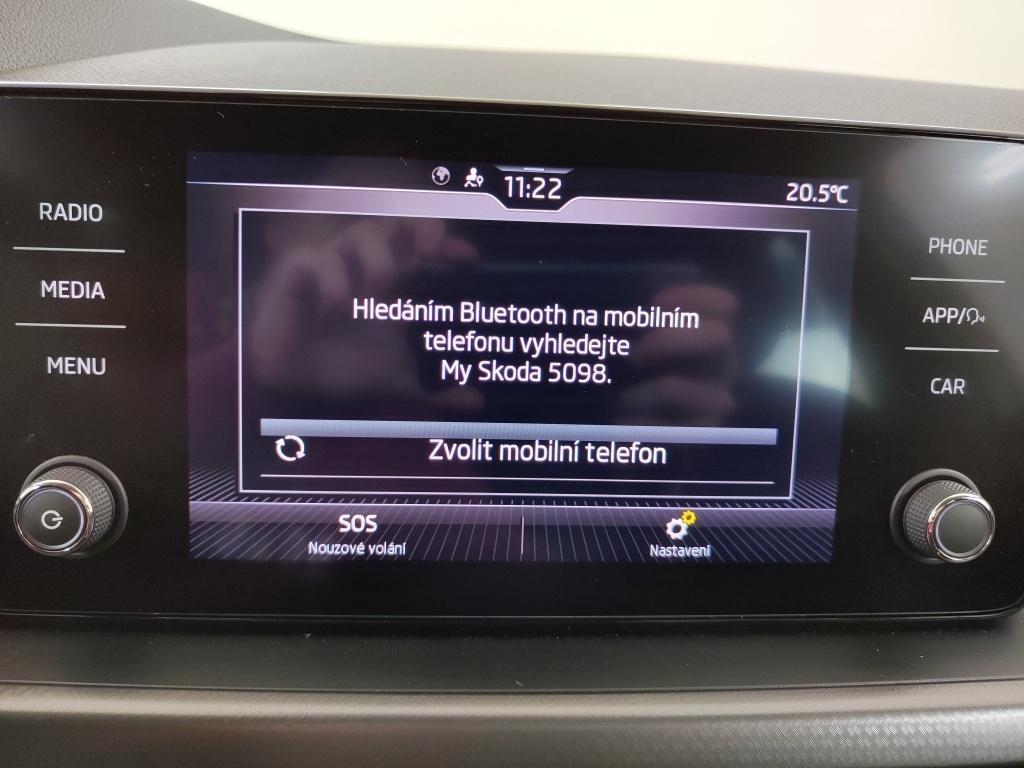 11:22
20.5°C
RADIO
MEDIA
MENU
Hledáním Bluetooth na mobilním
telefonu vyhledejte
My Skoda 5098.
Zvolit mobilní telefon
SOS
Nouzové volání
Nastavení
PHONE
APP/
CAR